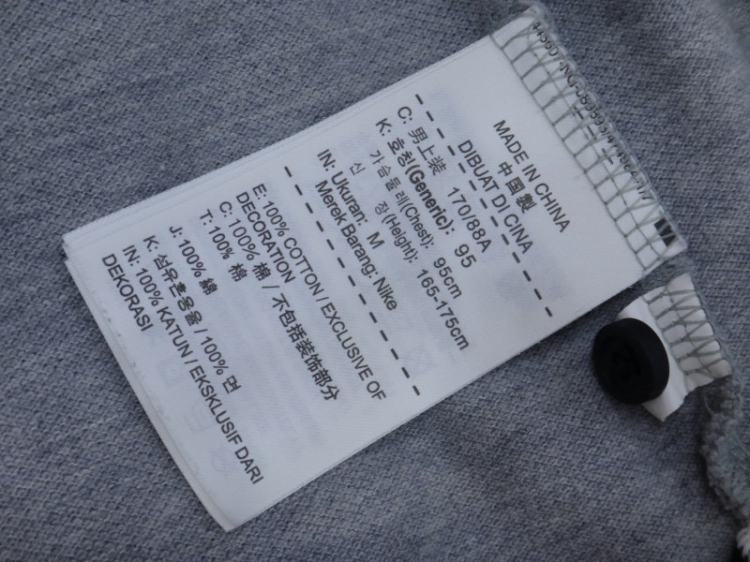 MADE IN CHINA
中国製
DIBUAT DI CINA
C: 男上装 170/88A
K: 호칭(Generic): 95
가슴둘레(Chest): 95cm
신 장(Height): 165-175cm
IN: Ukuran: M
Merek Barang: Nike
E: 100% COTTON / EXCLUSIVE OF
DECORATION
C: 100% 棉 / 不包括装饰部分
T: 100% 棉
J: 100% 綿
K: 섬유혼용율 / 100% 면
IN: 100% KATUN / EKSKLUSIF DARI
DEKORASI